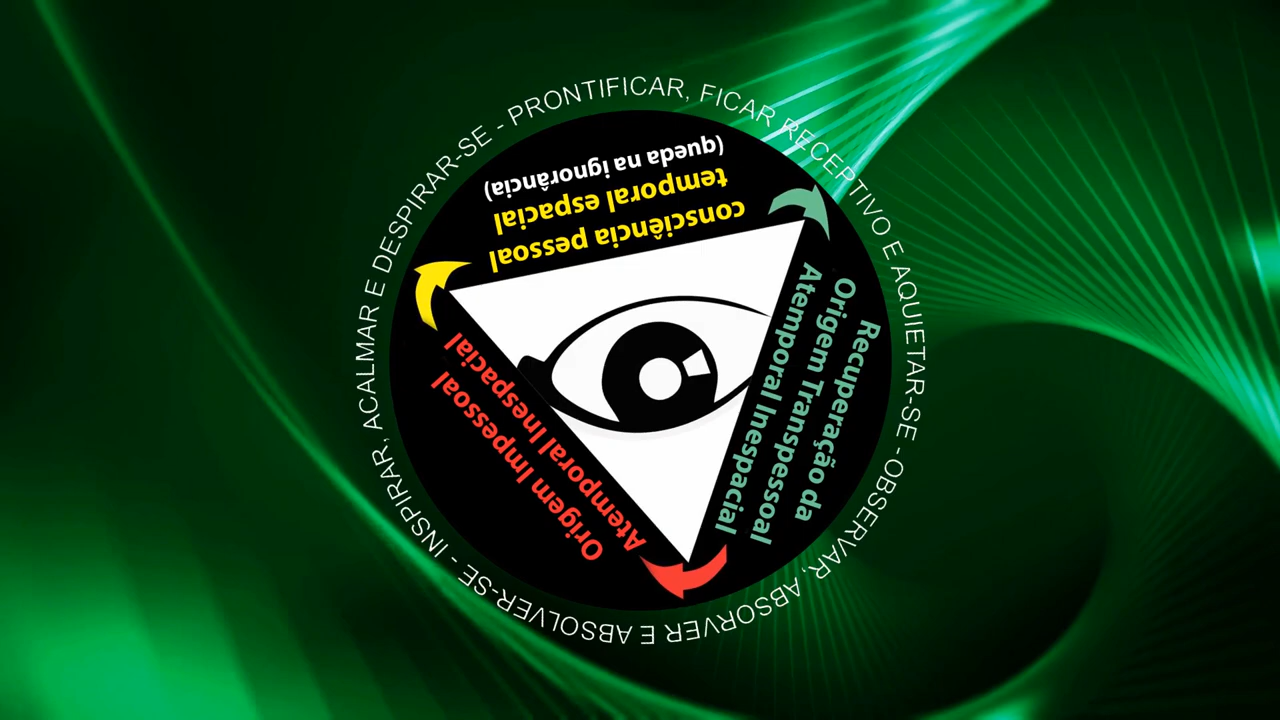 PRONTIFICAR, FICAR RECEPTIVO E AQUIETAR-SE - OBSERVAR, ABSORVER E ABSOLVER-SE - INSPIRAR, ACALMAR E DESPIRAR-SE -
consciência pessoal
temporal espacial
(queda na ignorância)
Recuperação da
Origem Transpessoal
Atemporal Inespacial
Origem Impessoal
Atemporal Inespacial